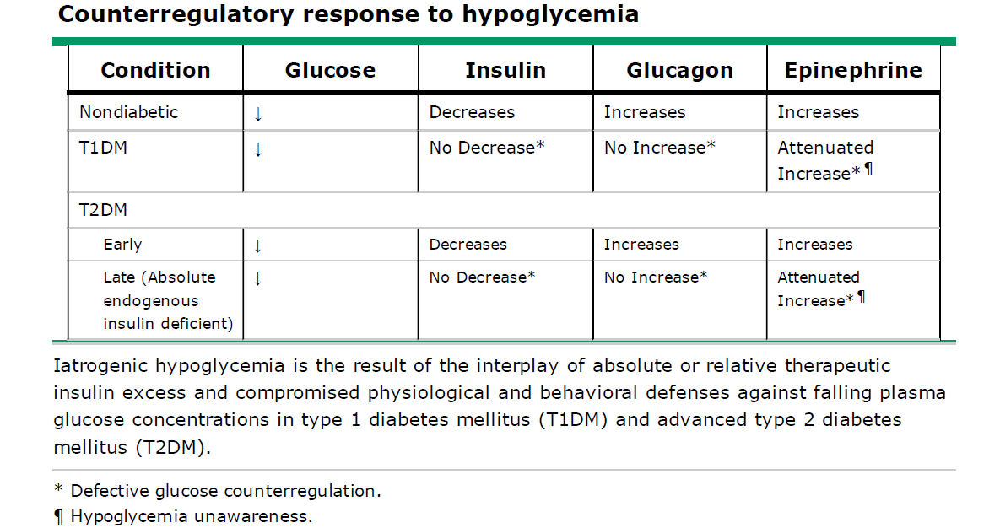 Counterregulatory response to hypoglycemia
Condition Glucose Insulin Glucagon Epinephrine
Nondiabetic ↓ Decreases Increases Increases
T1DM ↓ No Decrease* No Increase* Attenuated
Increase*¶
T2DM
Early ↓ Decreases Increases Increases
Late (Absolute ↓ No Decrease* No Increase* Attenuated
endogenous Increase*¶
insulin deficient)
Iatrogenic hypoglycemia is the result of the interplay of absolute or relative therapeutic
insulin excess and compromised physiological and behavioral defenses against falling plasma
glucose concentrations in type 1 diabetes mellitus (T1DM) and advanced type 2 diabetes
mellitus (T2DM).
* Defective glucose counterregulation.
¶ Hypoglycemia unawareness.